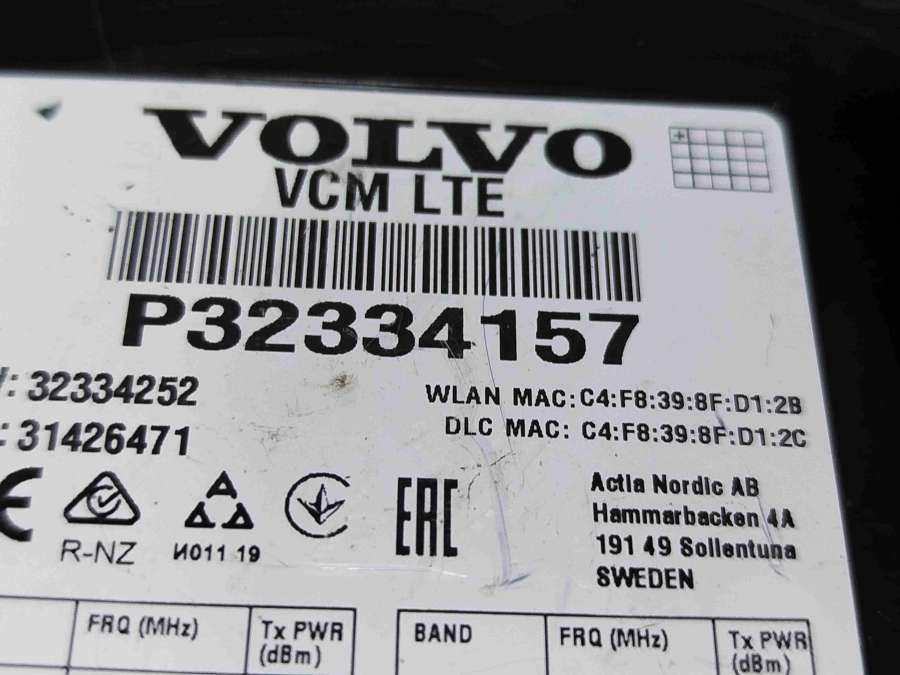 VOLVO
VCM LTE
P32334157
: 32334252
: 31426471
WLAN MAC: C4:F8:39:8F:D1:2B
DLC MAC: C4:F8:39:8F:D1:2C
CE
R-NZ
И011 19
EAC
Actia Nordic AB
Hammarbacken 4A
191 49 Sollentuna
SWEDEN
FRQ (MHz)
Tx PWR
(dBm)
BAND
FRQ (MHz)
Tx PWR
(dBm)